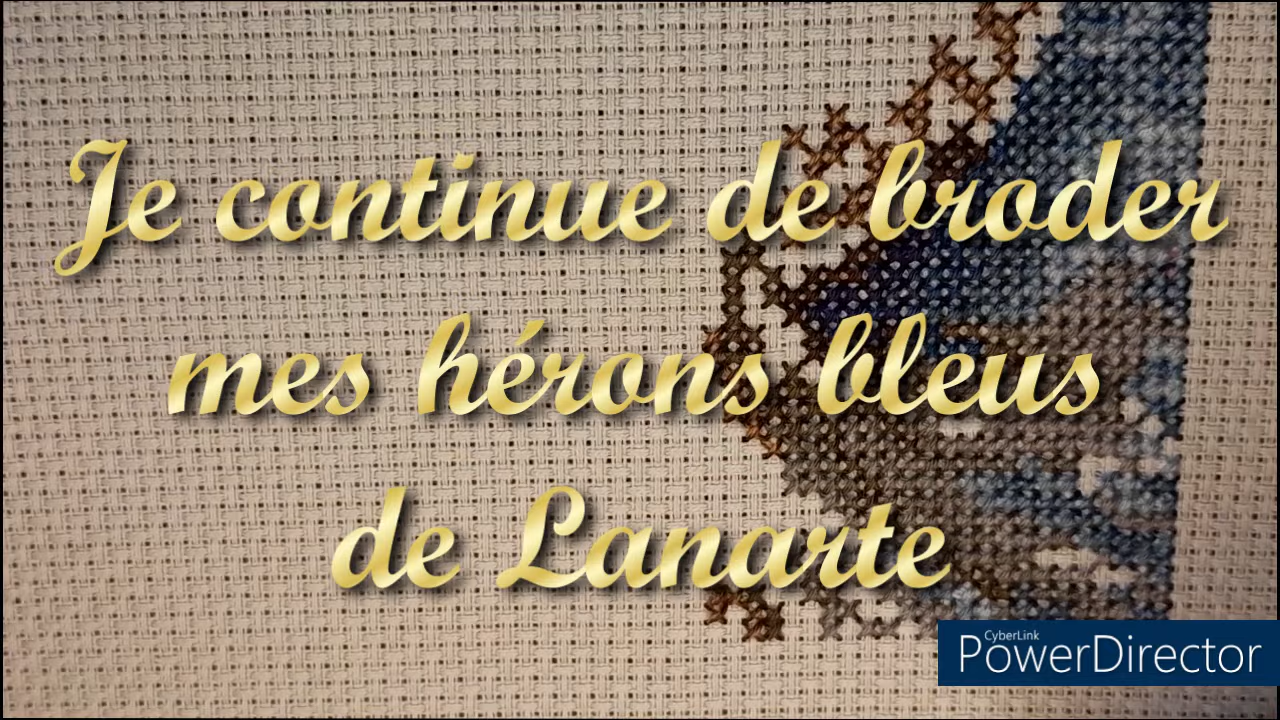 Je continue de broder
mes hérons bleus
de Lanarte
CyberLink
PowerDirector